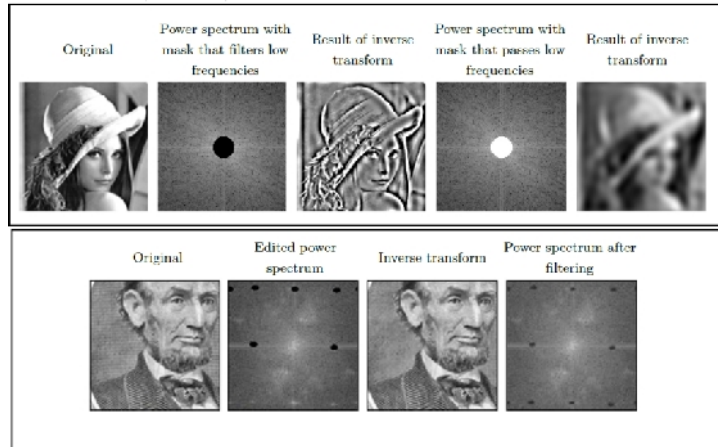 Original
Power spectrum with
mask that filters low
frequencies
Result of inverse
transform
Power spectrum with
mask that passes low
frequencies
Result of inverse
transform
Original
Edited power
spectrum
Inverse transform
Power spectrum after
filtering